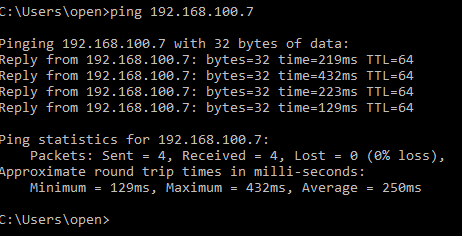 C:\Users\open>ping 192.168.100.7
Pinging 192.168.100.7 with 32 bytes of data:
Reply from 192.168.100.7: bytes=32 time=219ms TTL=64
Reply from 192.168.100.7: bytes=32 time=432ms TTL=64
Reply from 192.168.100.7: bytes=32 time=223ms TTL=64
Reply from 192.168.100.7: bytes=32 time=129ms TTL=64
Ping statistics for 192.168.100.7:
    Packets: Sent = 4, Received = 4, Lost = 0 (0% loss),
Approximate round trip times in milli-seconds:
    Minimum = 129ms, Maximum = 432ms, Average = 250ms
C:\Users\open>